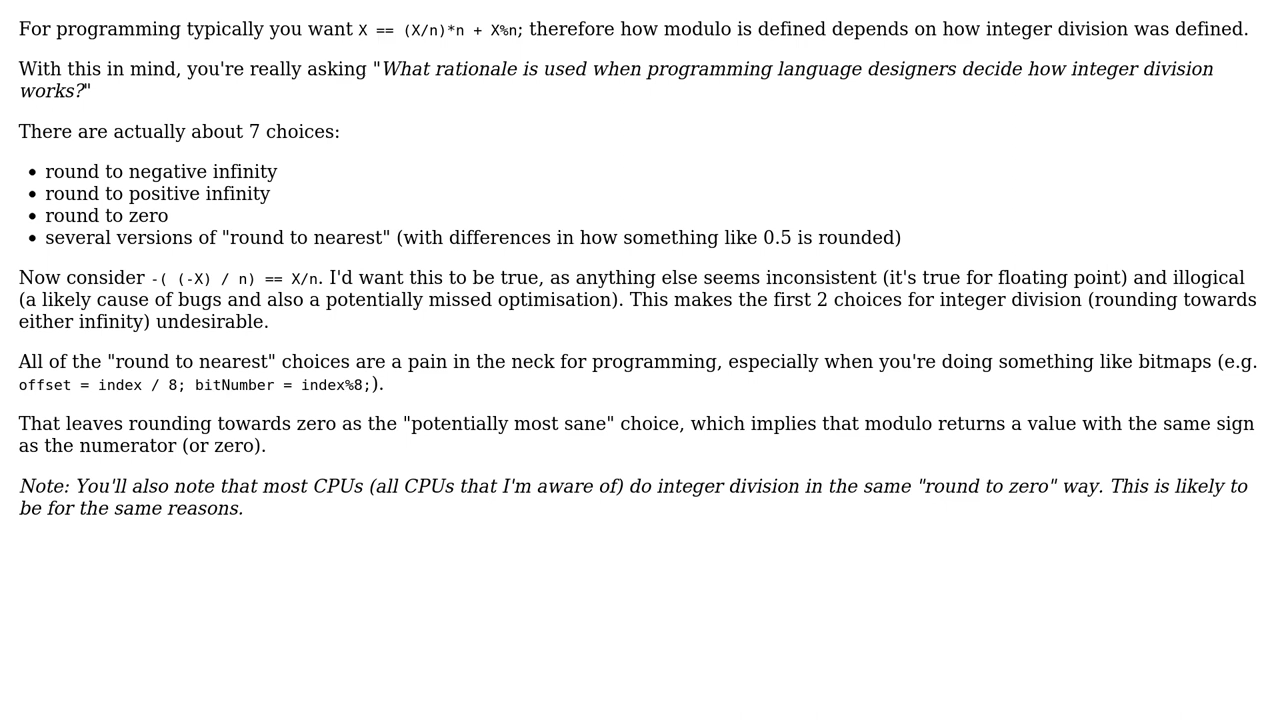 For programming typically you want X == (X/n)*n + X%n; therefore how modulo is defined depends on how integer division was defined.
With this in mind, you're really asking "What rationale is used when programming language designers decide how integer division
works?"
There are actually about 7 choices:
• round to negative infinity
• round to positive infinity
• round to zero
• several versions of "round to nearest" (with differences in how something like 0.5 is rounded)
Now consider -( (-X) / n) == X/n. I'd want this to be true, as anything else seems inconsistent (it's true for floating point) and illogical
(a likely cause of bugs and also a potentially missed optimisation). This makes the first 2 choices for integer division (rounding towards
either infinity) undesirable.
All of the "round to nearest" choices are a pain in the neck for programming, especially when you're doing something like bitmaps (e.g.
offset = index / 8; bitNumber = index%8;).
That leaves rounding towards zero as the "potentially most sane" choice, which implies that modulo returns a value with the same sign
as the numerator (or zero).
Note: You'll also note that most CPUs (all CPUs that I'm aware of) do integer division in the same "round to zero" way. This is likely to
be for the same reasons.